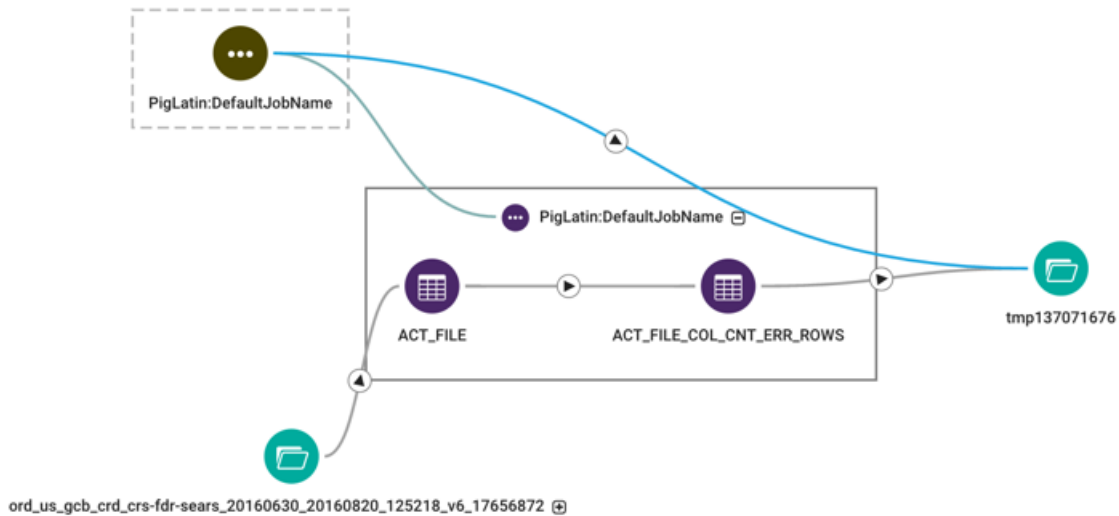 PigLatin:DefaultJobName
PigLatin:DefaultJobName
ACT_FILE
ACT_FILE_COL_CNT_ERR_ROWS
tmp137071676
ord_us_gcb_crd_crs-fdr-sears_20160630_20160820_125218_v6_17656872